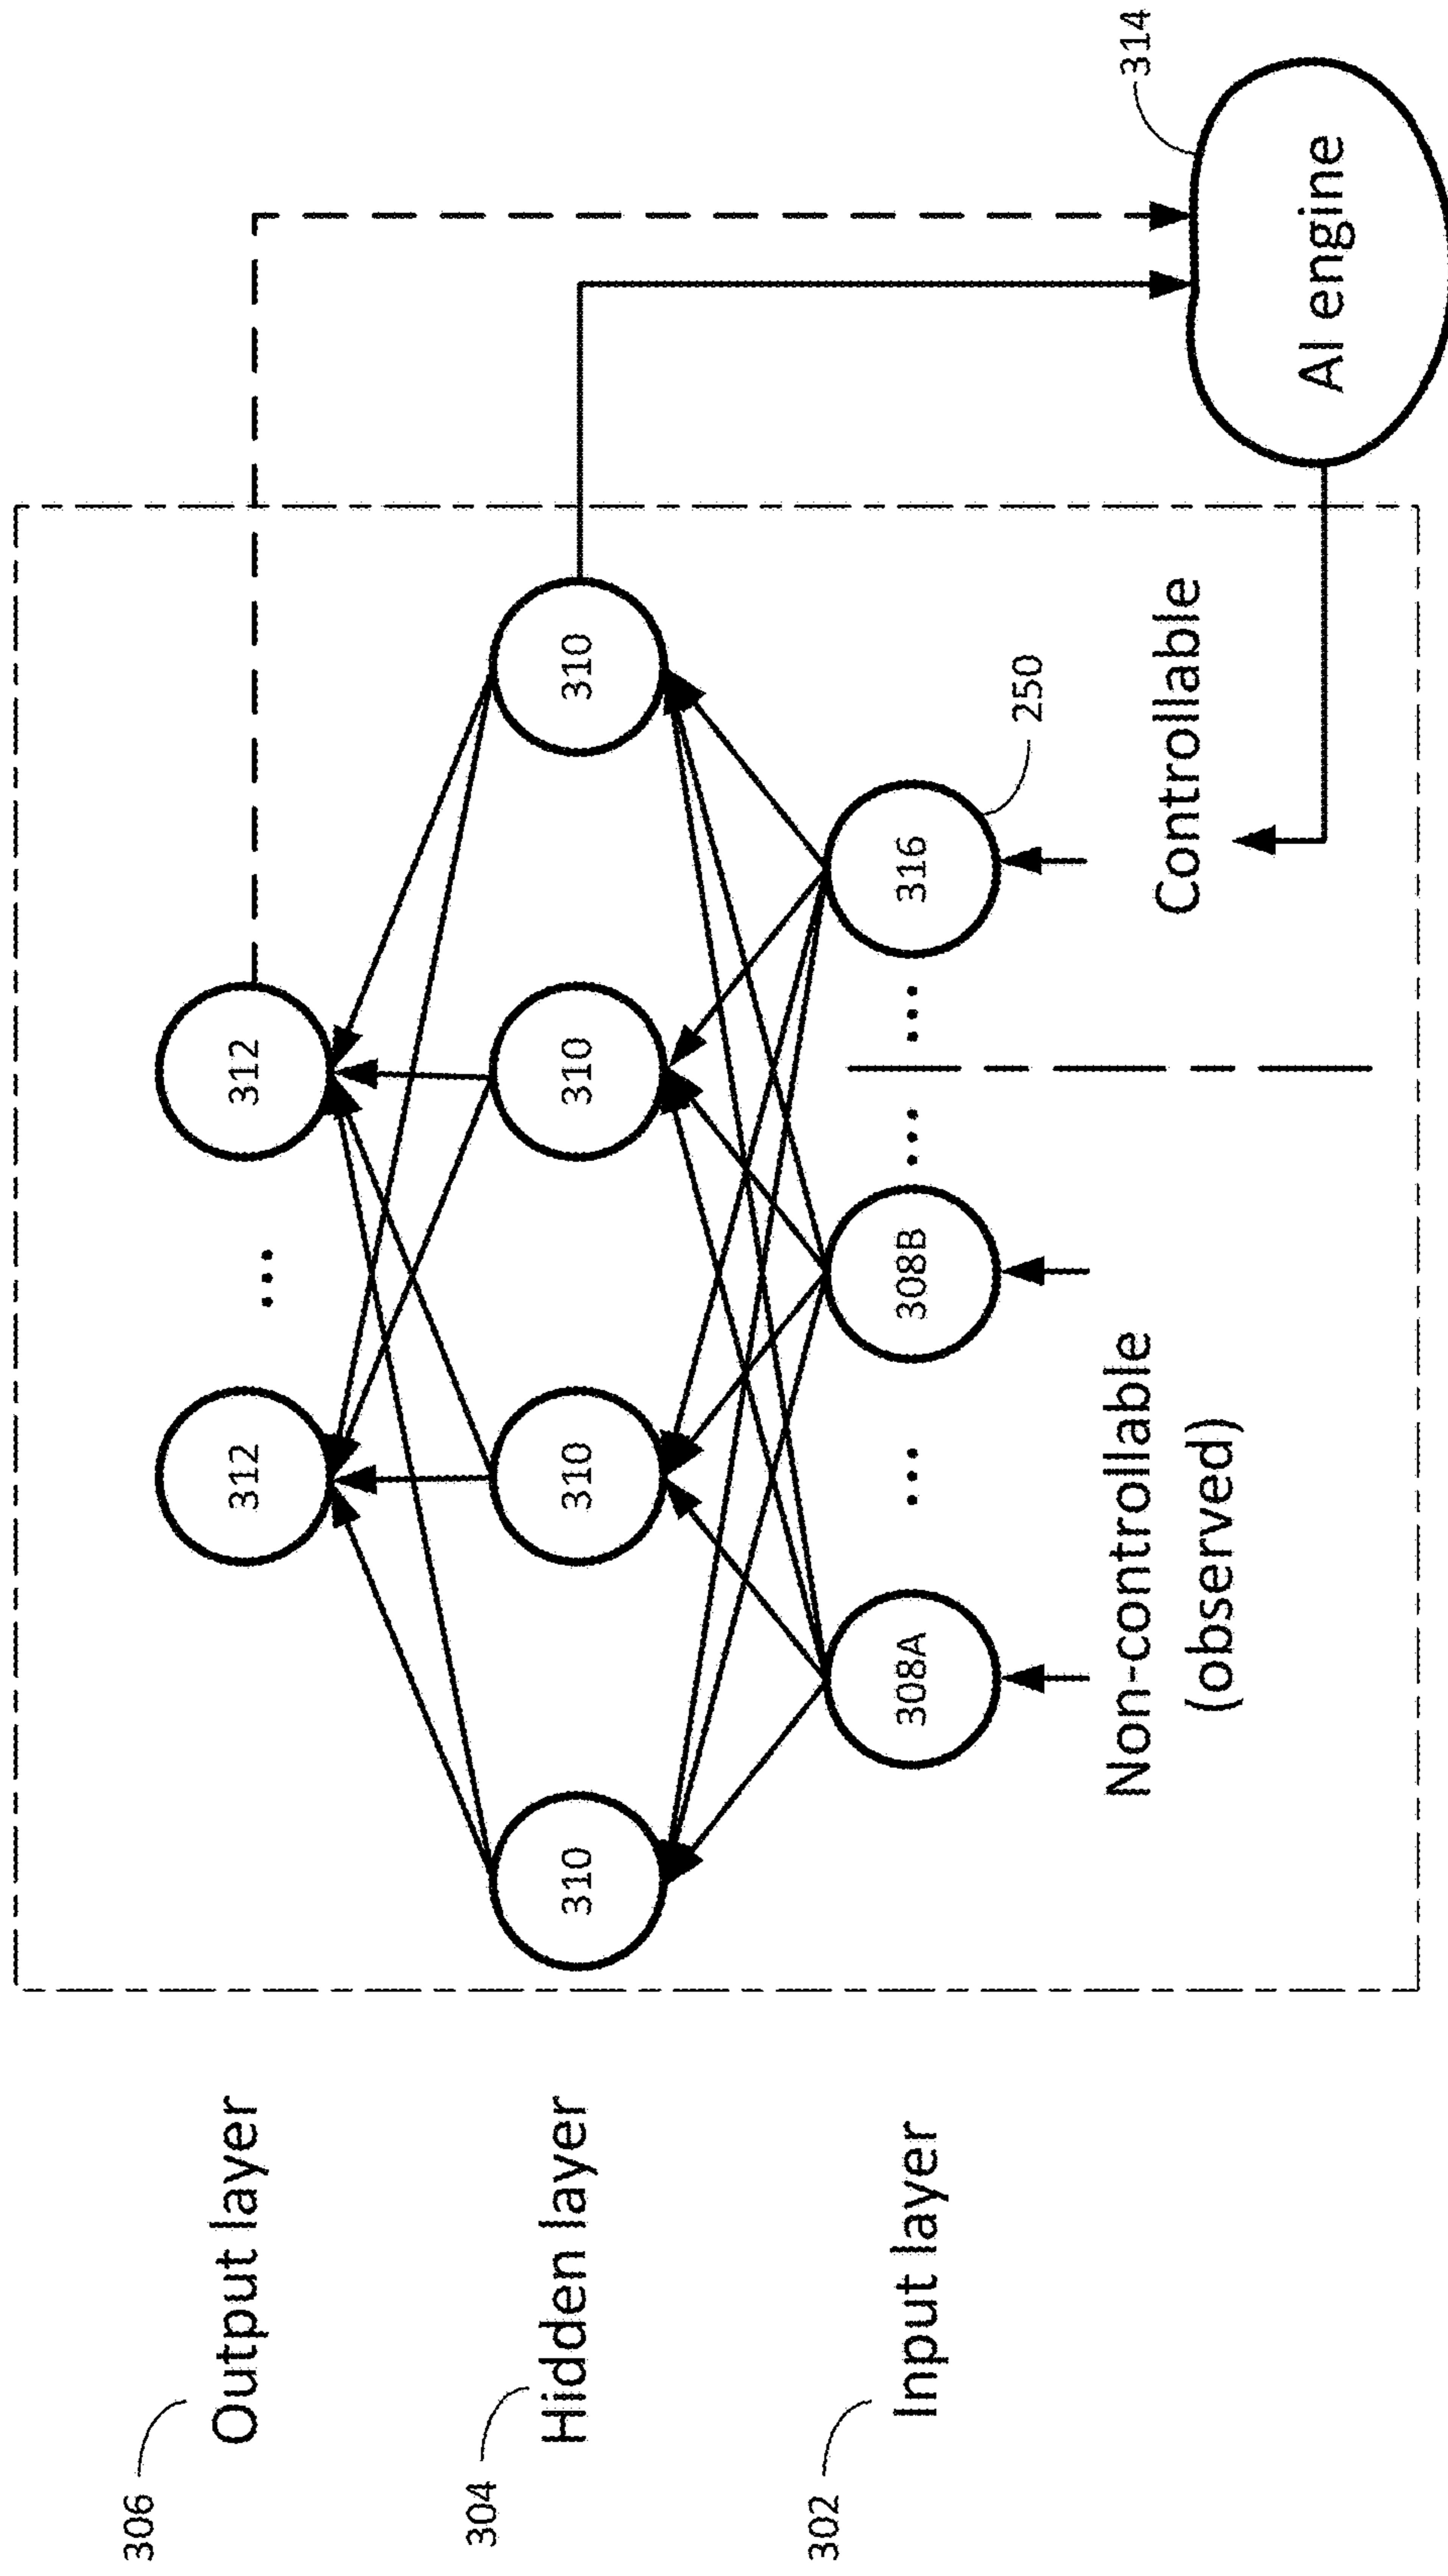 306
Output layer
312
...
312
304
Hidden layer
310
310
310
310
302
Input layer
308A
...
308B
...
...
316
250
Non-controllable
(observed)
Controllable
AI engine
314